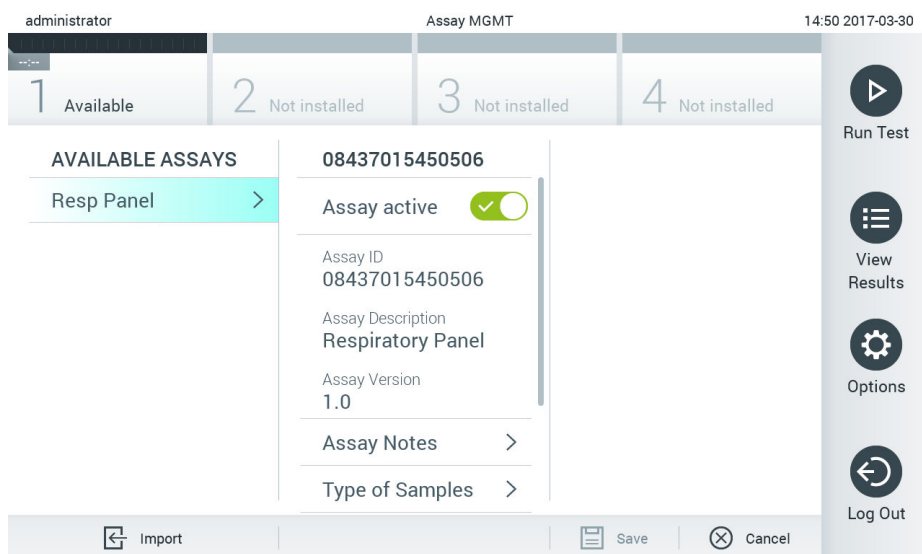 administrator
Assay MGMT
14:50 2017-03-30
--:--
1 Available
2 Not installed
3 Not installed
4 Not installed
Run Test
View
Results
Options
Log Out
AVAILABLE ASSAYS
Resp Panel
08437015450506
Assay active
Assay ID
08437015450506
Assay Description
Respiratory Panel
Assay Version
1.0
Assay Notes
Type of Samples
Import
Save
Cancel